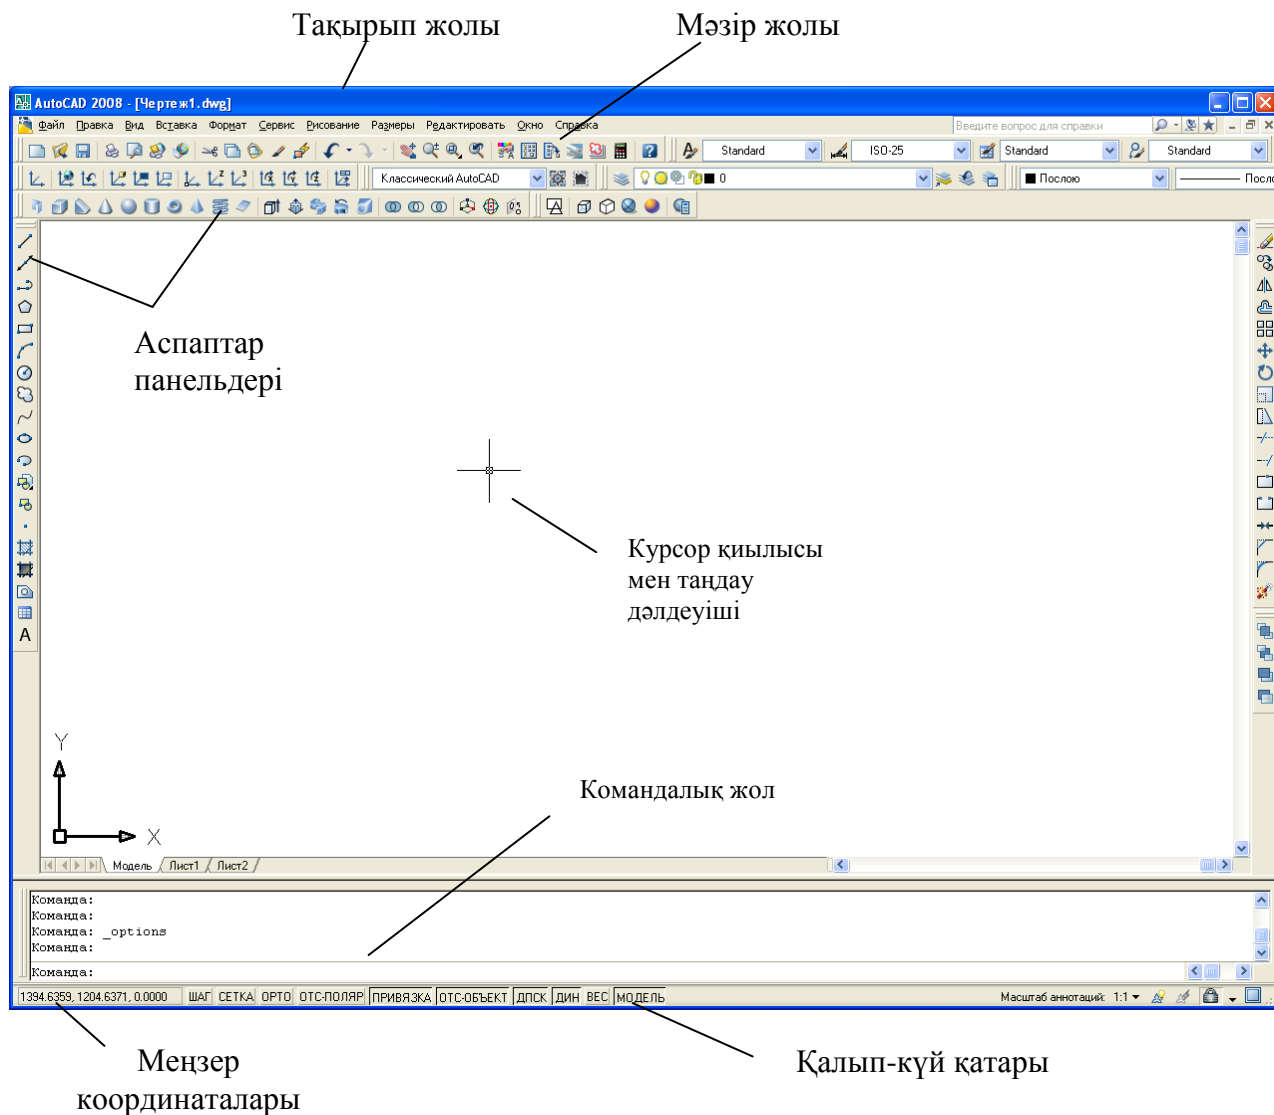 Тақырып жолы
Мәзір жолы
AutoCAD 2008 - [Чертеж1.dwg]
Файл Правка Вид Вставка Формат Сервис Рисование Размеры Редактировать Окно Справка
Введите вопрос для справки
Standard ISO-25 Standard Standard
Классический AutoCAD 0 Послою Посло
Аспаптар
панельдері
Курсор қиылысы
мен таңдау
дәлдеуіші
A
Y
Командалық жол
X
Модель Лист1 Лист2
Команда:
Команда:
Команда: _options
Команда:
Команда:
1394.6359, 1204.6371, 0.0000 ШАГ СЕТКА ОРТО ОТС-ПОЛЯР ПРИВЯЗКА ОТС-ОБЪЕКТ ДПСК ДИН ВЕС МОДЕЛЬ Масштаб аннотаций: 1:1
Меңзер
координаталары
Қалып-күй қатары